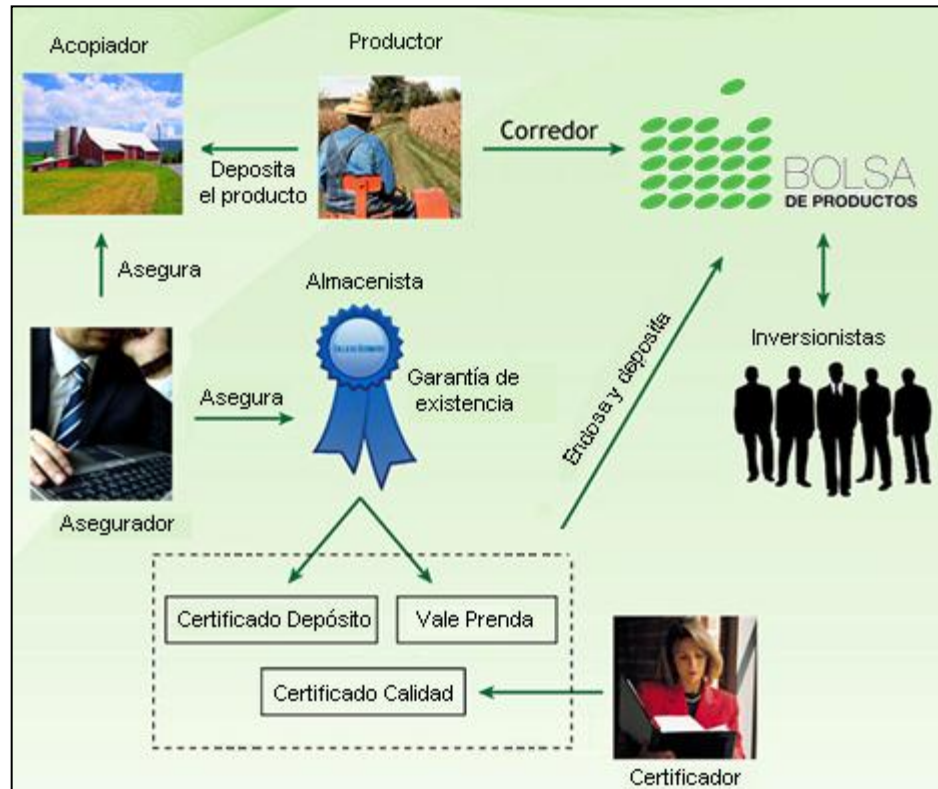 Acopiador
Productor
Corredor
Deposita
el producto
BOLSA
DE PRODUCTOS
Asegura
Almacenista
Inversionistas
Garantía de
existencia
Asegura
Endosa y deposita
Asegurador
Certificado Depósito
Vale Prenda
Certificado Calidad
Certificador